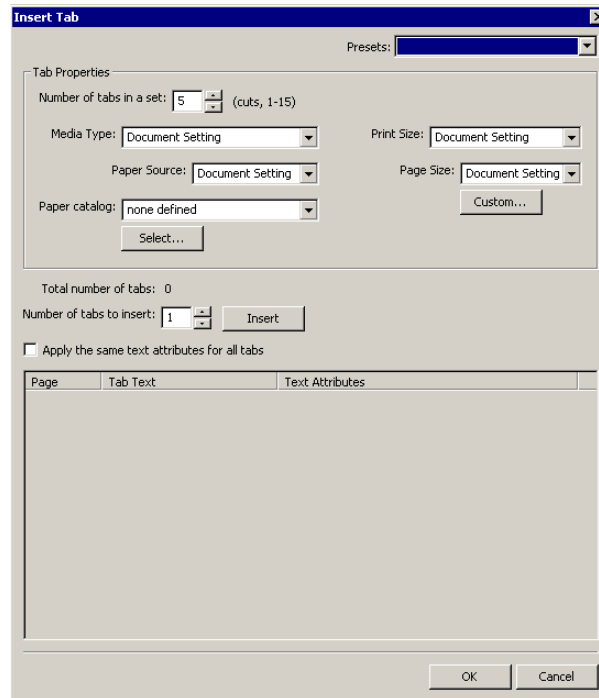 Insert Tab
Presets:
Tab Properties
Number of tabs in a set: 5 (cuts, 1-15)
Media Type: Document Setting Print Size: Document Setting
Paper Source: Document Setting Page Size: Document Setting
Paper catalog: none defined Custom...
Select...
Total number of tabs: 0
Number of tabs to insert: 1 Insert
Apply the same text attributes for all tabs
Page Tab Text Text Attributes
OK Cancel